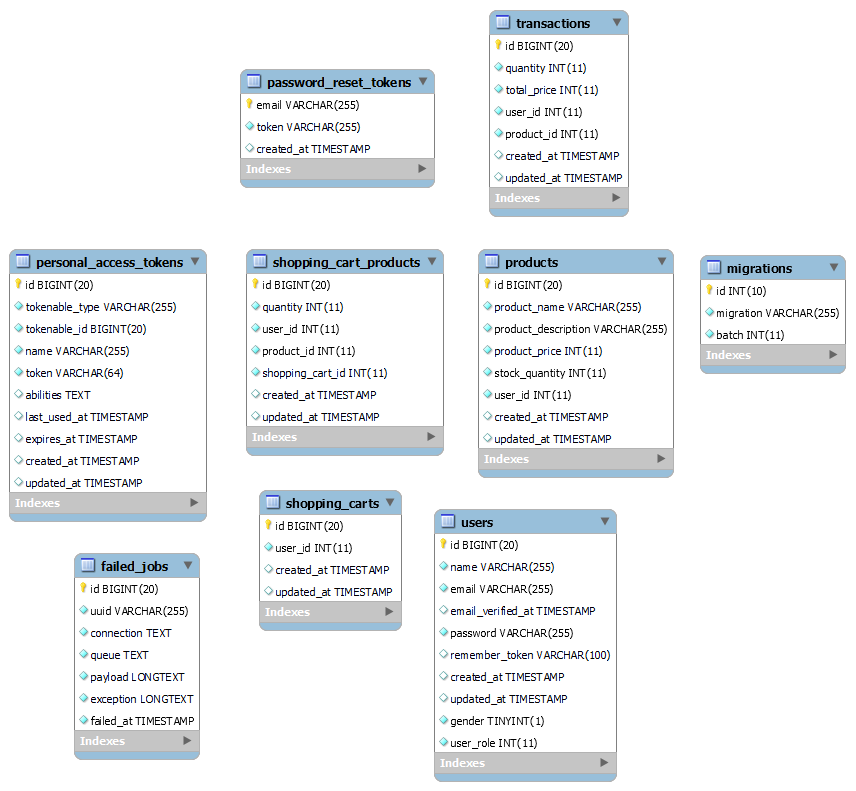 transactions
id BIGINT(20)
quantity INT(11)
total_price INT(11)
user_id INT(11)
product_id INT(11)
created_at TIMESTAMP
updated_at TIMESTAMP
Indexes
password_reset_tokens
email VARCHAR(255)
token VARCHAR(255)
created_at TIMESTAMP
Indexes
personal_access_tokens
id BIGINT(20)
tokenable_type VARCHAR(255)
tokenable_id BIGINT(20)
name VARCHAR(255)
token VARCHAR(64)
abilities TEXT
last_used_at TIMESTAMP
expires_at TIMESTAMP
created_at TIMESTAMP
updated_at TIMESTAMP
Indexes
shopping_cart_products
id BIGINT(20)
quantity INT(11)
user_id INT(11)
product_id INT(11)
shopping_cart_id INT(11)
created_at TIMESTAMP
updated_at TIMESTAMP
Indexes
products
id BIGINT(20)
product_name VARCHAR(255)
product_description VARCHAR(255)
product_price INT(11)
stock_quantity INT(11)
user_id INT(11)
created_at TIMESTAMP
updated_at TIMESTAMP
Indexes
migrations
id INT(10)
migration VARCHAR(255)
batch INT(11)
Indexes
shopping_carts
id BIGINT(20)
user_id INT(11)
created_at TIMESTAMP
updated_at TIMESTAMP
Indexes
users
id BIGINT(20)
name VARCHAR(255)
email VARCHAR(255)
email_verified_at TIMESTAMP
password VARCHAR(255)
remember_token VARCHAR(100)
created_at TIMESTAMP
updated_at TIMESTAMP
gender TINYINT(1)
user_role INT(11)
Indexes
failed_jobs
id BIGINT(20)
uuid VARCHAR(255)
connection TEXT
queue TEXT
payload LONGTEXT
exception LONGTEXT
failed_at TIMESTAMP
Indexes